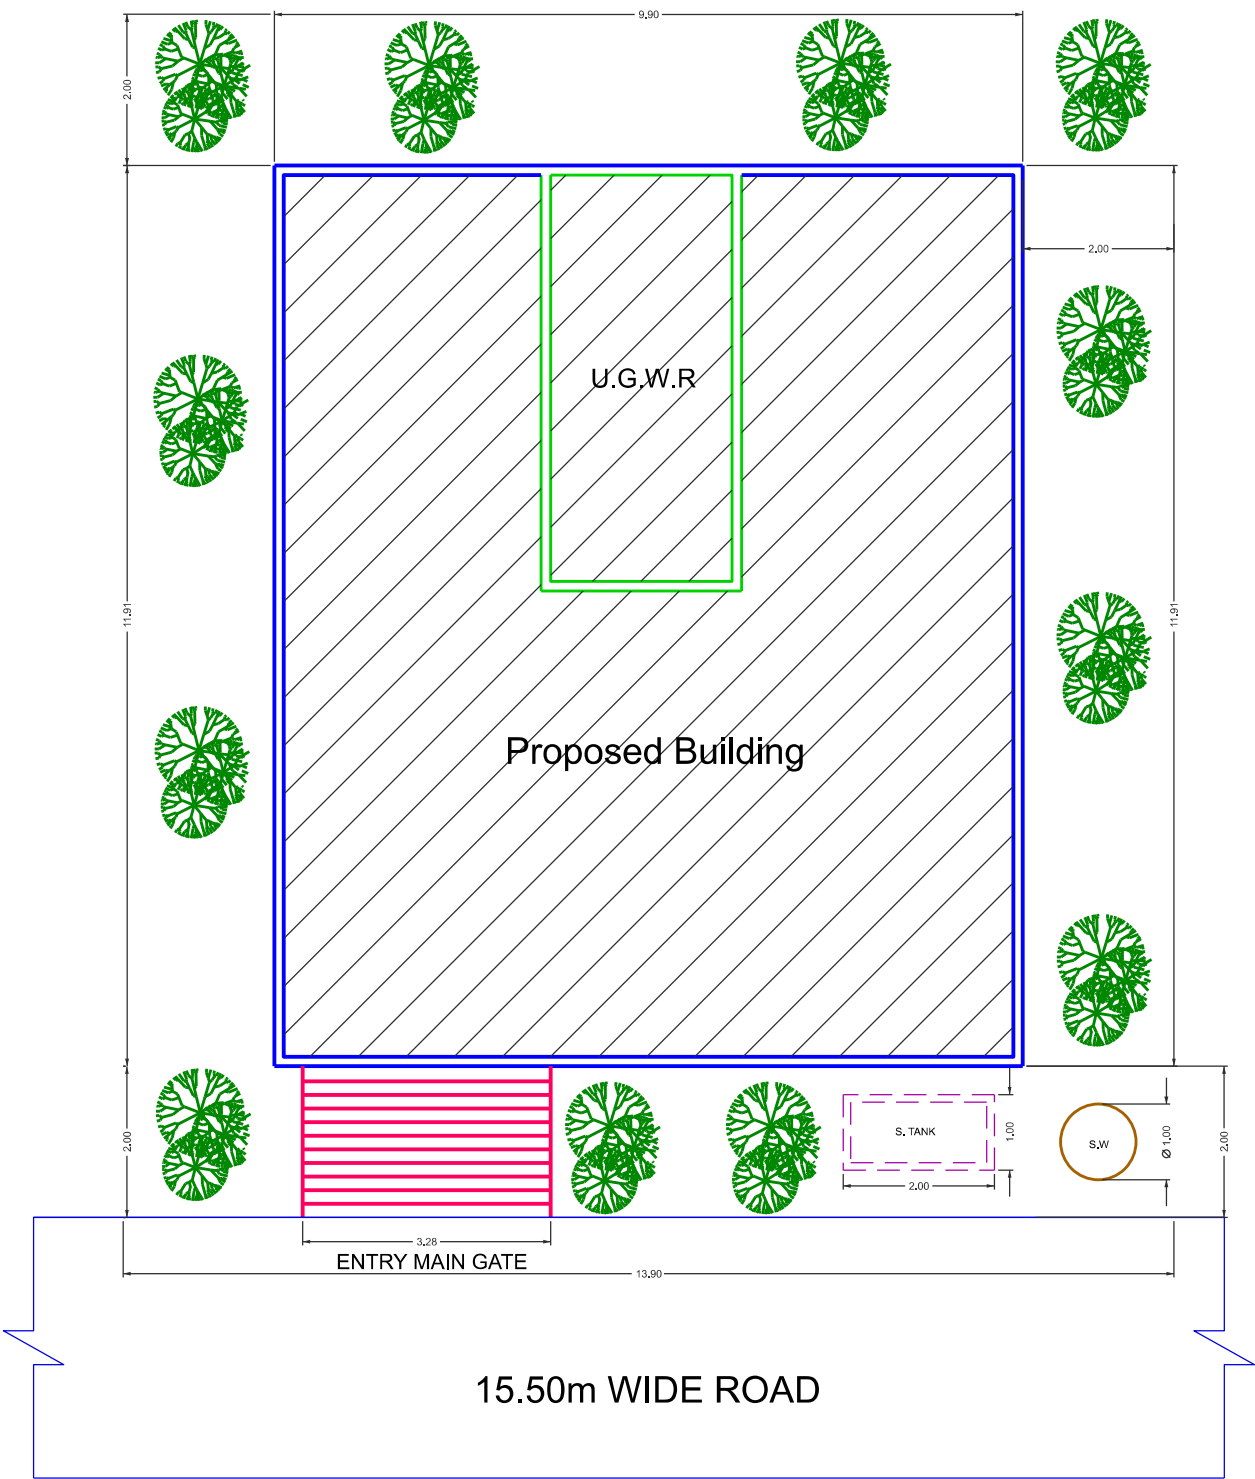 9.90
2.00
2.00
U.G.W.R
11.91
11.91
Proposed Building
2.00
S. TANK
1.00
S.W
Ø 1.00
2.00
2.00
3.28
ENTRY MAIN GATE
13.90
15.50m WIDE ROAD